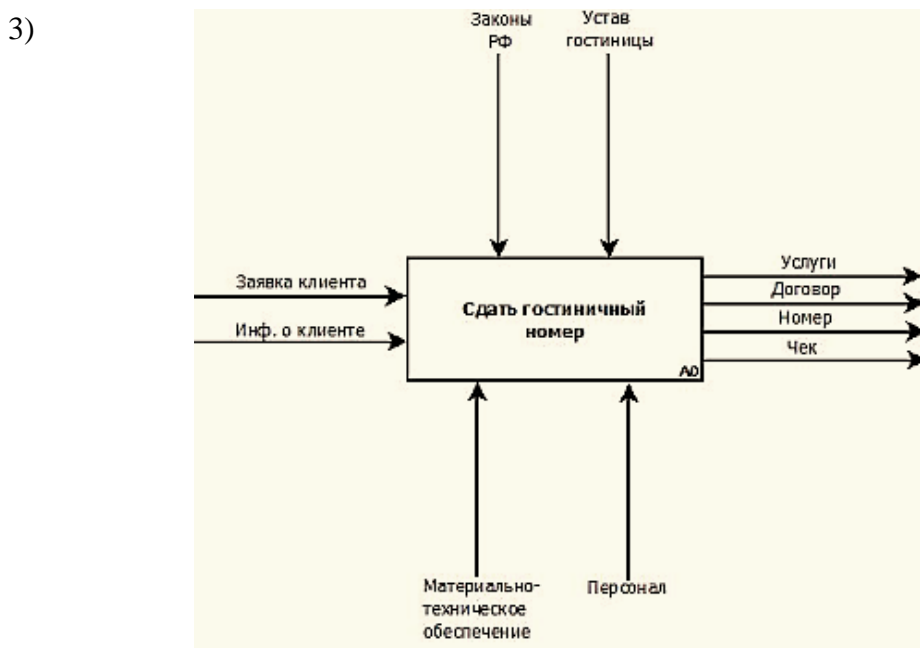 3)
Законы
РФ
Устав
гостиницы
Заявка клиента
Инф. о клиенте
Сдать гостиничный
номер
A0
Услуги
Договор
Номер
Чек
Материально-
техническое
обеспечение
Персонал